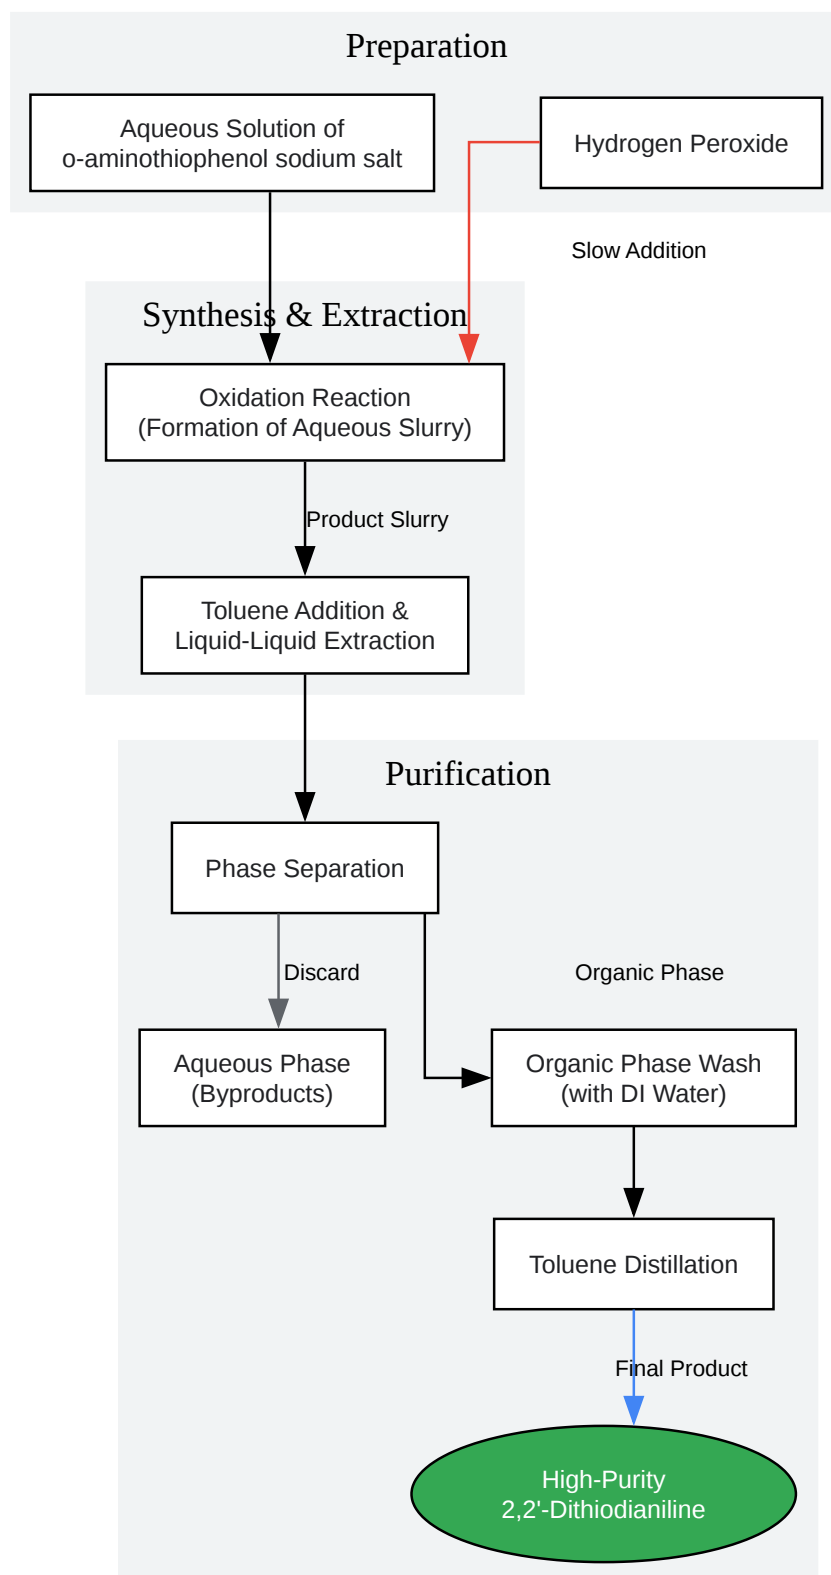 Preparation
Aqueous Solution of
o-aminothiophenol sodium salt
Hydrogen Peroxide
Slow Addition
Synthesis & Extraction
Oxidation Reaction
(Formation of Aqueous Slurry)
Product Slurry
Toluene Addition &
Liquid-Liquid Extraction
Purification
Phase Separation
Discard
Organic Phase
Aqueous Phase
(Byproducts)
Organic Phase Wash
(with DI Water)
Toluene Distillation
Final Product
High-Purity
2,2'-Dithiodianiline